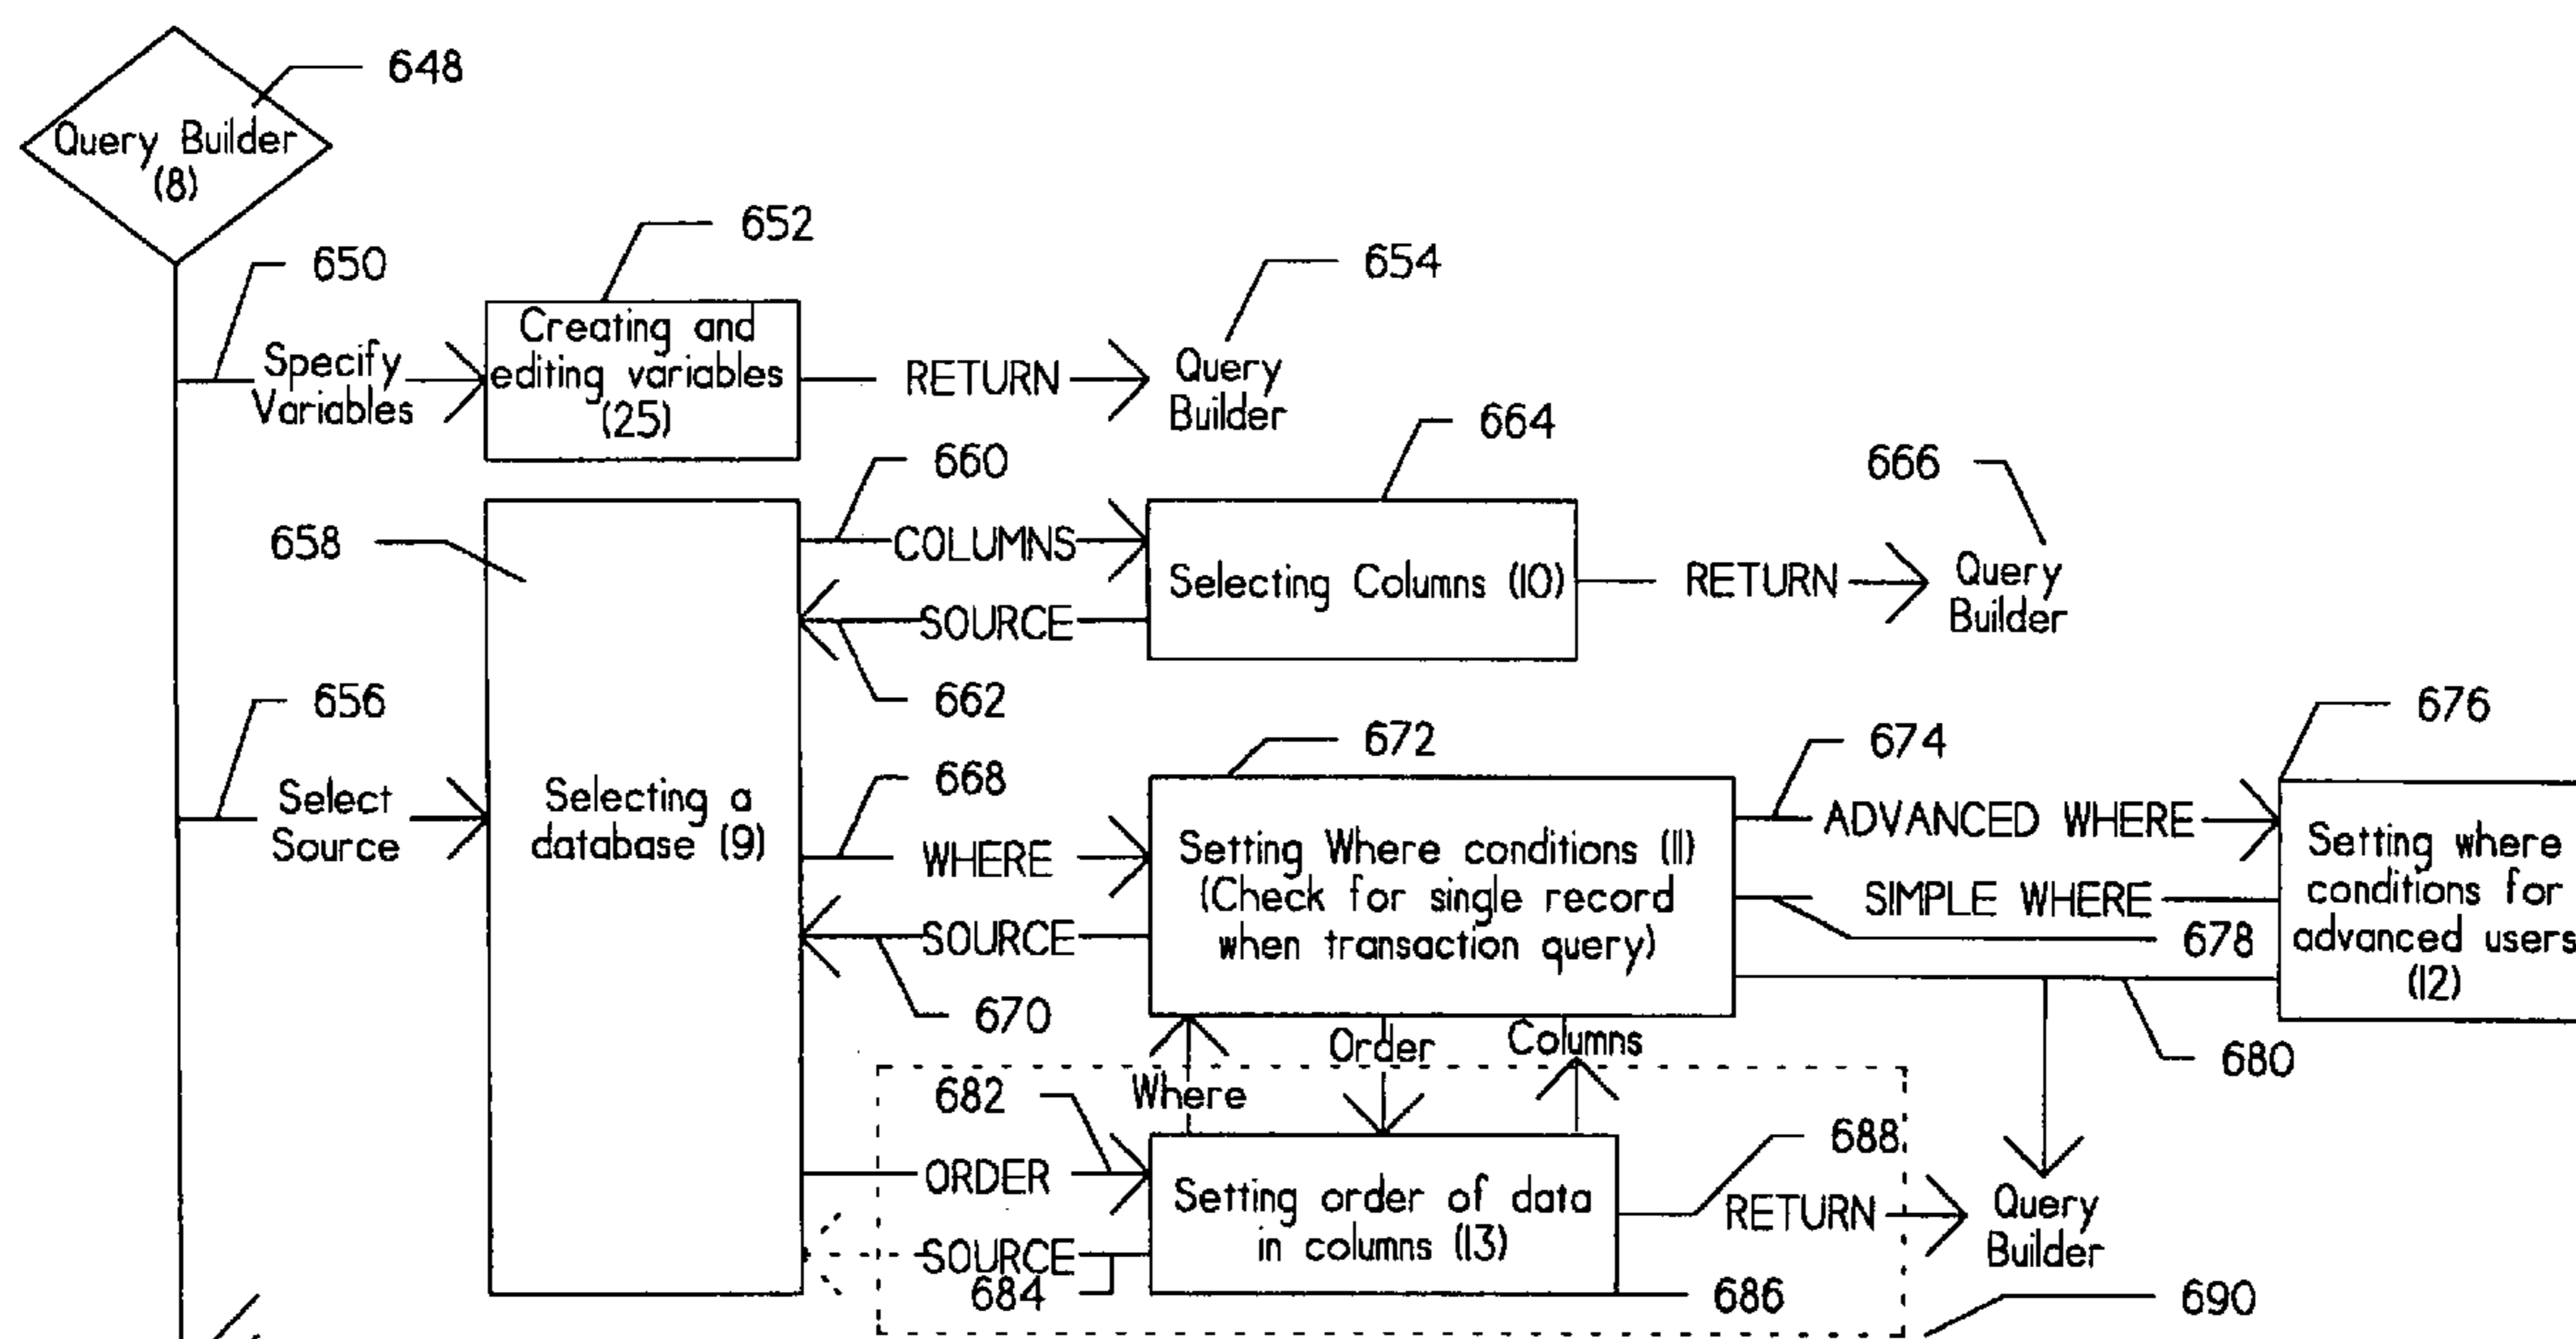 648
Query Builder
(8)
652
650
654
Specify
Variables
Creating and
editing variables
(25)
RETURN
Query
Builder
660
664
666
658
COLUMNS
Selecting Columns (10)
RETURN
Query
Builder
SOURCE
662
656
Select
Source
Selecting a
database (9)
668
672
674
676
WHERE
SOURCE
670
Setting Where conditions (11)
(Check for single record
when transaction query)
ADVANCED WHERE
SIMPLE WHERE
678
Setting where
conditions for
advanced users
(12)
680
Order
Columns
Where
682
688
ORDER
Setting order of data
in columns (13)
RETURN
Query
Builder
SOURCE
684
686
690